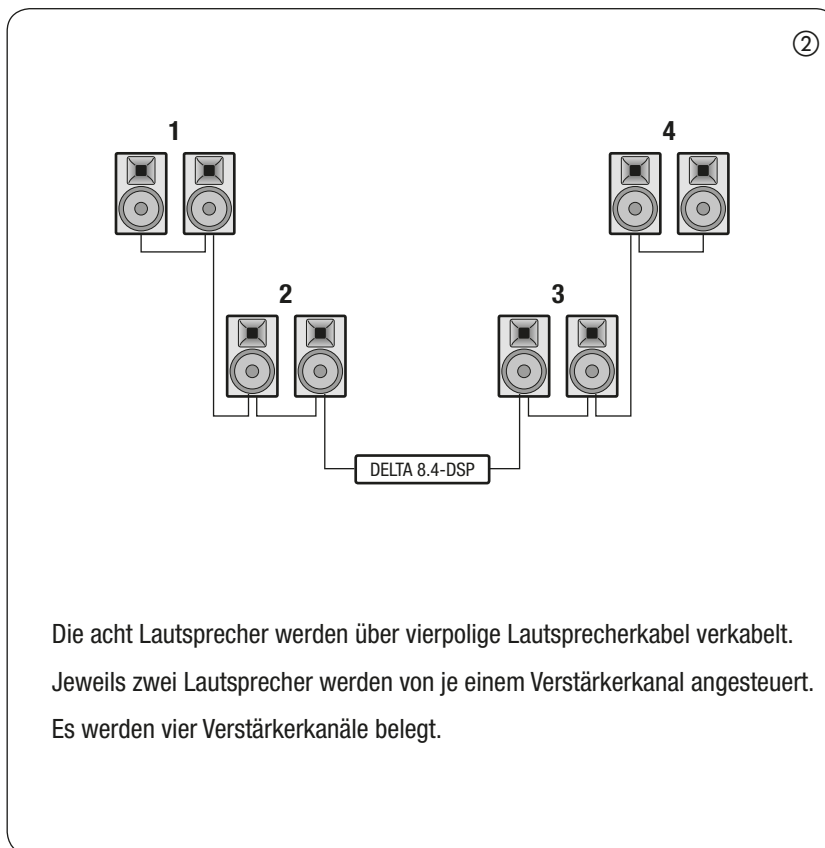 ②
1
4
2
3
DELTA 8.4-DSP
Die acht Lautsprecher werden über vierpolige Lautsprecherkabel verkabelt.
Jeweils zwei Lautsprecher werden von je einem Verstärkerkanal angesteuert.
Es werden vier Verstärkerkanäle belegt.